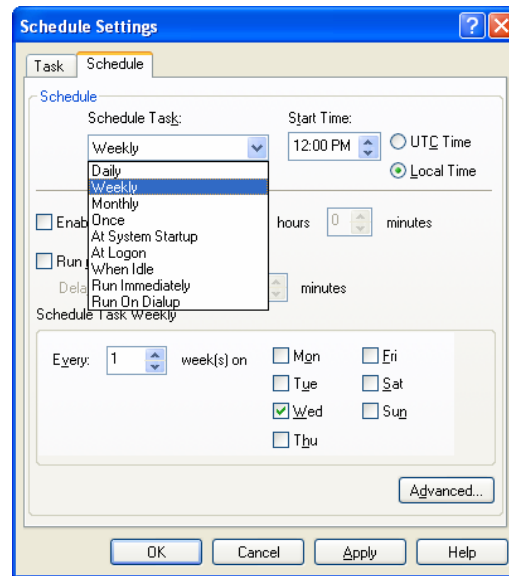 Schedule Settings
Task Schedule
Schedule
Schedule Task: Start Time:
Weekly 12:00 PM UTC Time
Local Time
Daily
Weekly
Monthly
Once
At System Startup
At Logon
When Idle
Run Immediately
Run On Dialup
Enab hours 0 minutes
Run
Dela minutes
Schedule Task Weekly
Every: 1 week(s) on Mon Fri
Tue Sat
Wed Sun
Thu
Advanced...
OK Cancel Apply Help